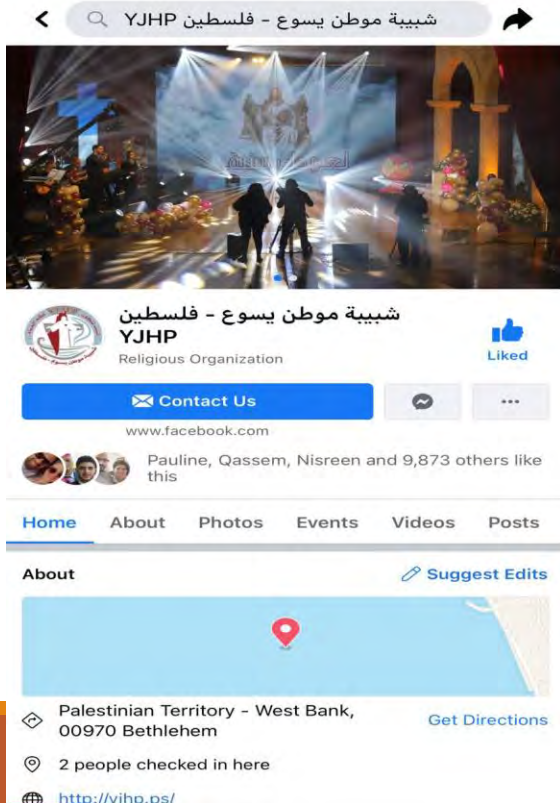 شبيبة موطن يسوع - فلسطين YJHP
شبيبة موطن يسوع - فلسطين
YJHP
Religious Organization
Liked
Contact Us
www.facebook.com
Pauline, Qassem, Nisreen and 9,873 others like
this
Home About Photos Events Videos Posts
About
Suggest Edits
Palestinian Territory - West Bank,
00970 Bethlehem
Get Directions
2 people checked in here
http://yjhp.ps/